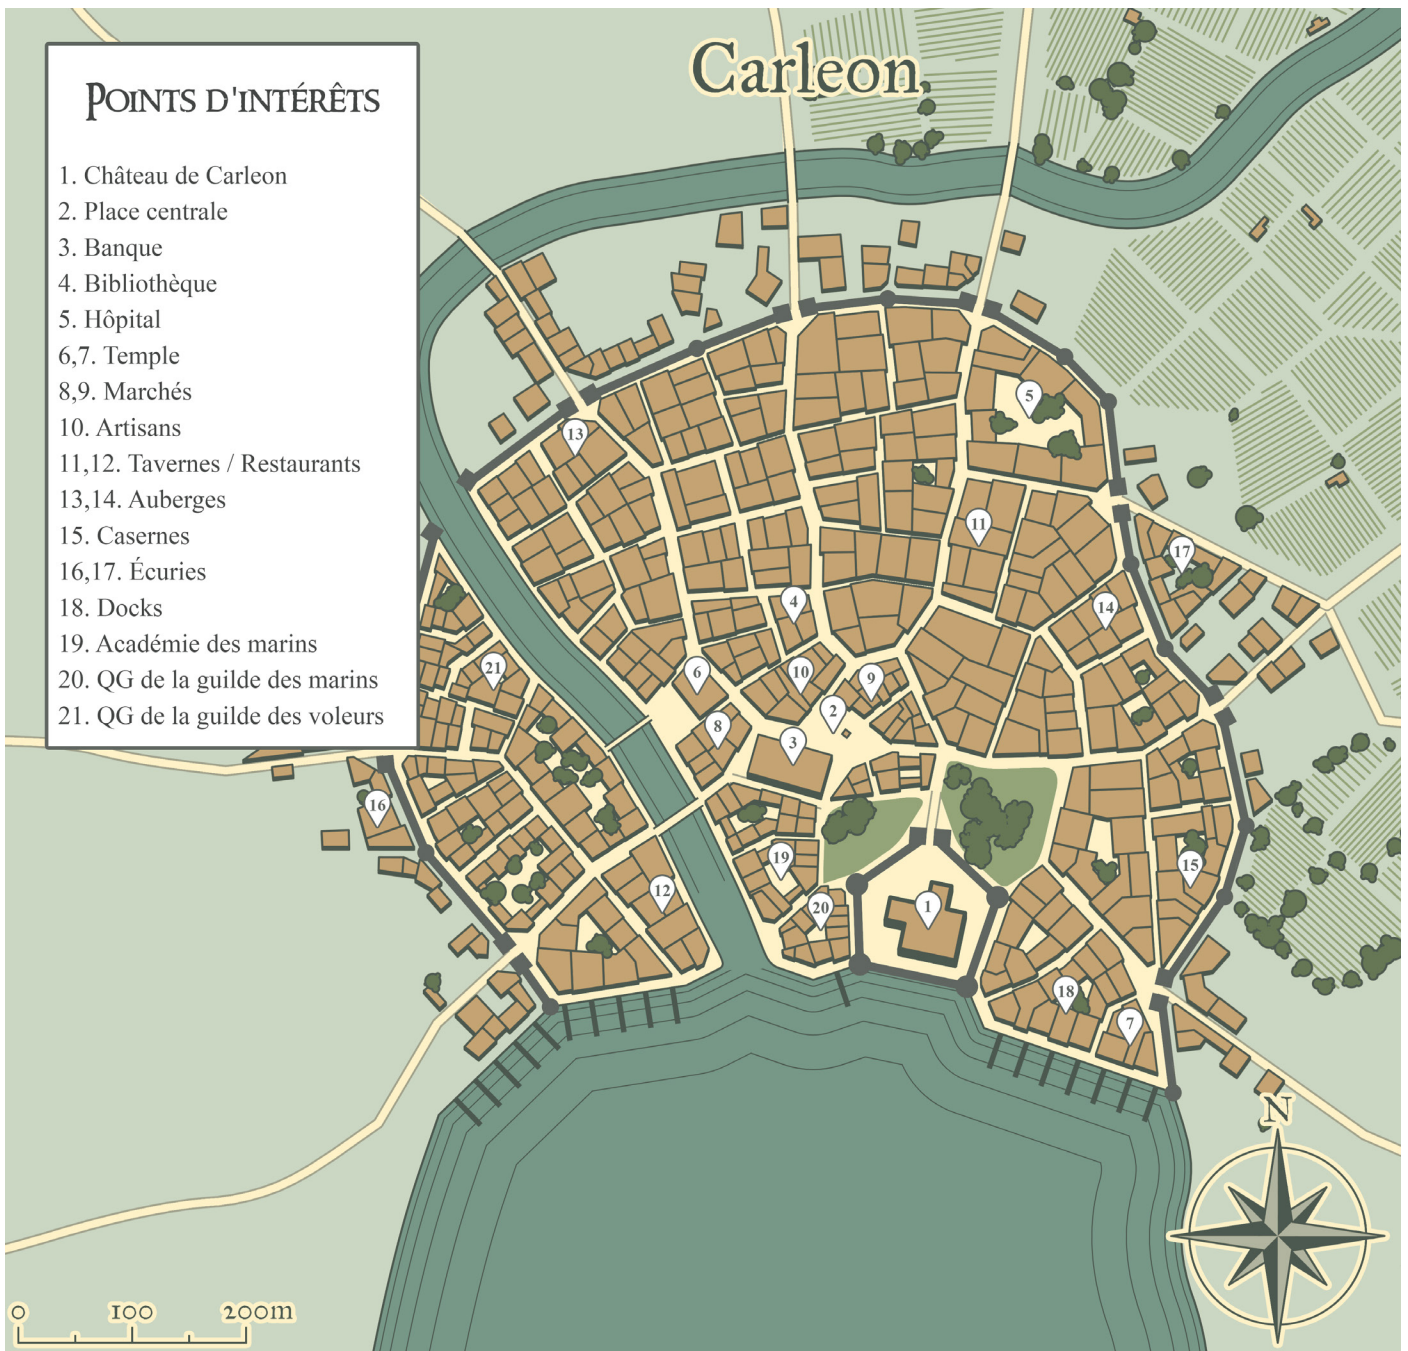 Carleon
POINTS D'INTÉRÊTS
1. Château de Carleon
2. Place centrale
3. Banque
4. Bibliothèque
5. Hôpital
6,7. Temple
8,9. Marchés
10. Artisans
11,12. Tavernes / Restaurants
13,14. Auberges
15. Casernes
16,17. Écuries
18. Docks
19. Académie des marins
20. QG de la guilde des marins
21. QG de la guilde des voleurs
5
13
11
17
4
14
21
6
10
9
2
8
3
16
19
15
12
20
1
18
7
N
0 100 200m